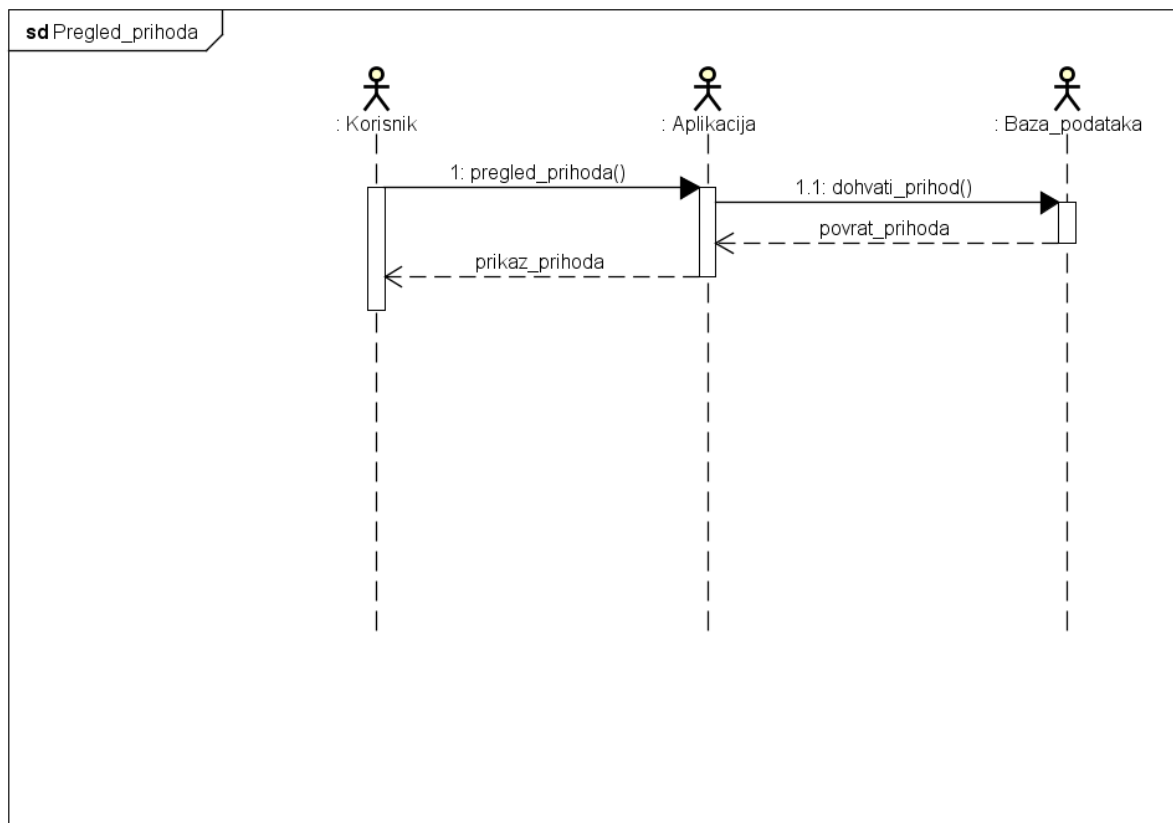 sd Pregled_prihoda
: Korisnik
: Aplikacija
: Baza_podataka
1: pregled_prihoda()
1.1: dohvati_prihod()
povrat_prihoda
prikaz_prihoda